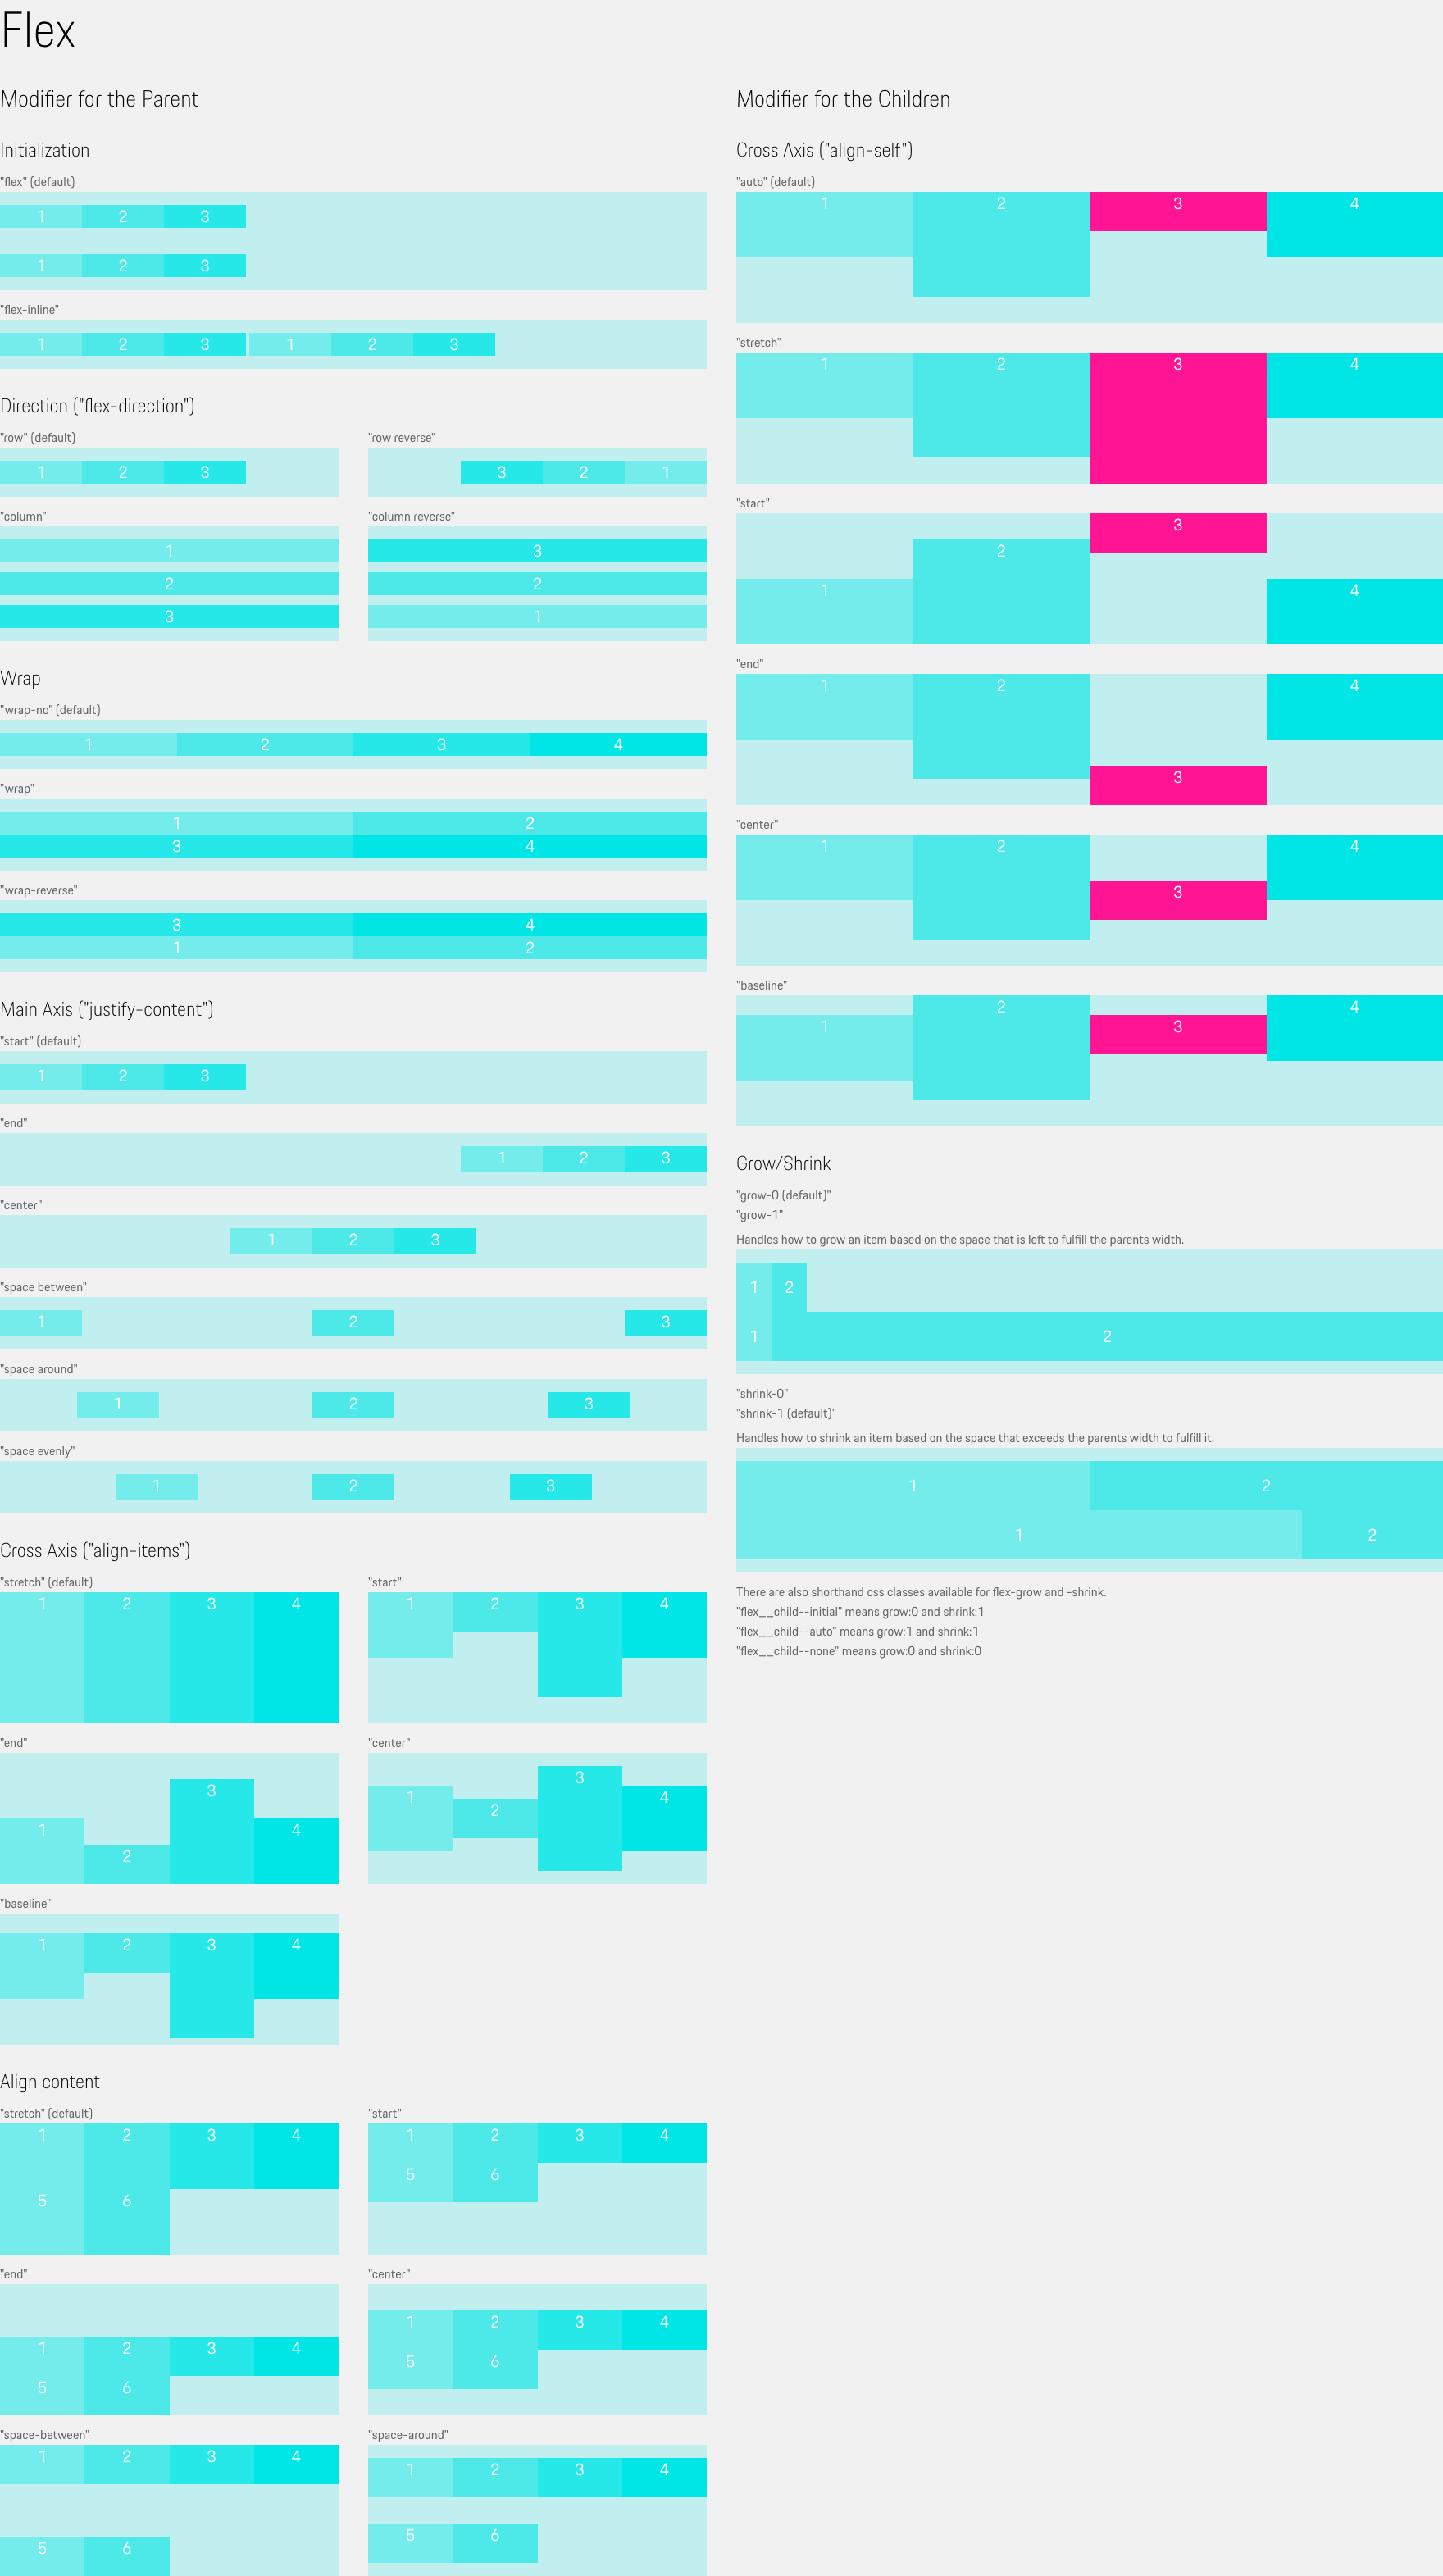 Flex
Modifier for the Parent
Initialization
"flex" (default)
1 2 3
1 2 3
"flex-inline"
1 2 3 1 2 3
Direction ("flex-direction")
"row" (default)
1 2 3
"row reverse"
3 2 1
"column"
1
2
3
"column reverse"
3
2
1
Wrap
"wrap-no" (default)
1 2 3 4
"wrap"
1 2
3 4
"wrap-reverse"
3 4
1 2
Main Axis ("justify-content")
"start" (default)
1 2 3
"end"
1 2 3
"center"
1 2 3
"space between"
1 2 3
"space around"
1 2 3
"space evenly"
1 2 3
Cross Axis ("align-items")
"stretch" (default)
1 2 3 4
"start"
1 2 3 4
"end"
1 2 3 4
"center"
1 2 3 4
"baseline"
1 2 3 4
Align content
"stretch" (default)
1 2 3 4
5 6
"start"
1 2 3 4
5 6
"end"
1 2 3 4
5 6
"center"
1 2 3 4
5 6
"space-between"
1 2 3 4
5 6
"space-around"
1 2 3 4
5 6
Modifier for the Children
Cross Axis ("align-self")
"auto" (default)
1 2 3 4
"stretch"
1 2 3 4
"start"
1 2 3 4
"end"
1 2 3 4
"center"
1 2 3 4
"baseline"
1 2 3 4
Grow/Shrink
"grow-0 (default)"
"grow-1"
Handles how to grow an item based on the space that is left to fulfill the parents width.
1 2
1 2
"shrink-0"
"shrink-1 (default)"
Handles how to shrink an item based on the space that exceeds the parents width to fulfill it.
1 2
1 2
There are also shorthand css classes available for flex-grow and -shrink.
"flex__child--initial" means grow:0 and shrink:1
"flex__child--auto" means grow:1 and shrink:1
"flex__child--none" means grow:0 and shrink:0